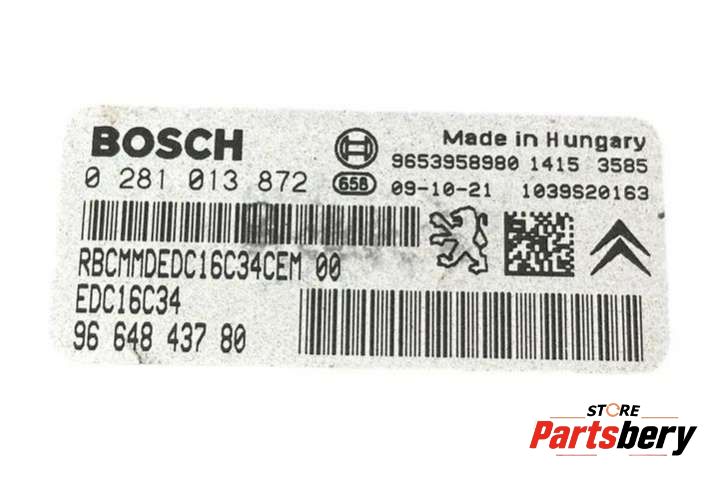 BOSCH
Made in Hungary
9653958980 1415 3585
0 281 013 872
658
09-10-21 1039S20163
RBCMMDEDC16C34CEM 00
EDC16C34
96 648 437 80
STORE
Partsbery